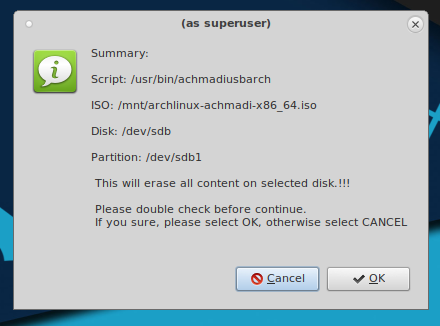 (as superuser)
Summary:
Script: /usr/bin/achmadiusbarch
ISO: /mnt/archlinux-achmadi-x86_64.iso
Disk: /dev/sdb
Partition: /dev/sdb1
This will erase all content on selected disk.!!!
Please double check before continue.
If you sure, please select OK, otherwise select CANCEL
Cancel
OK